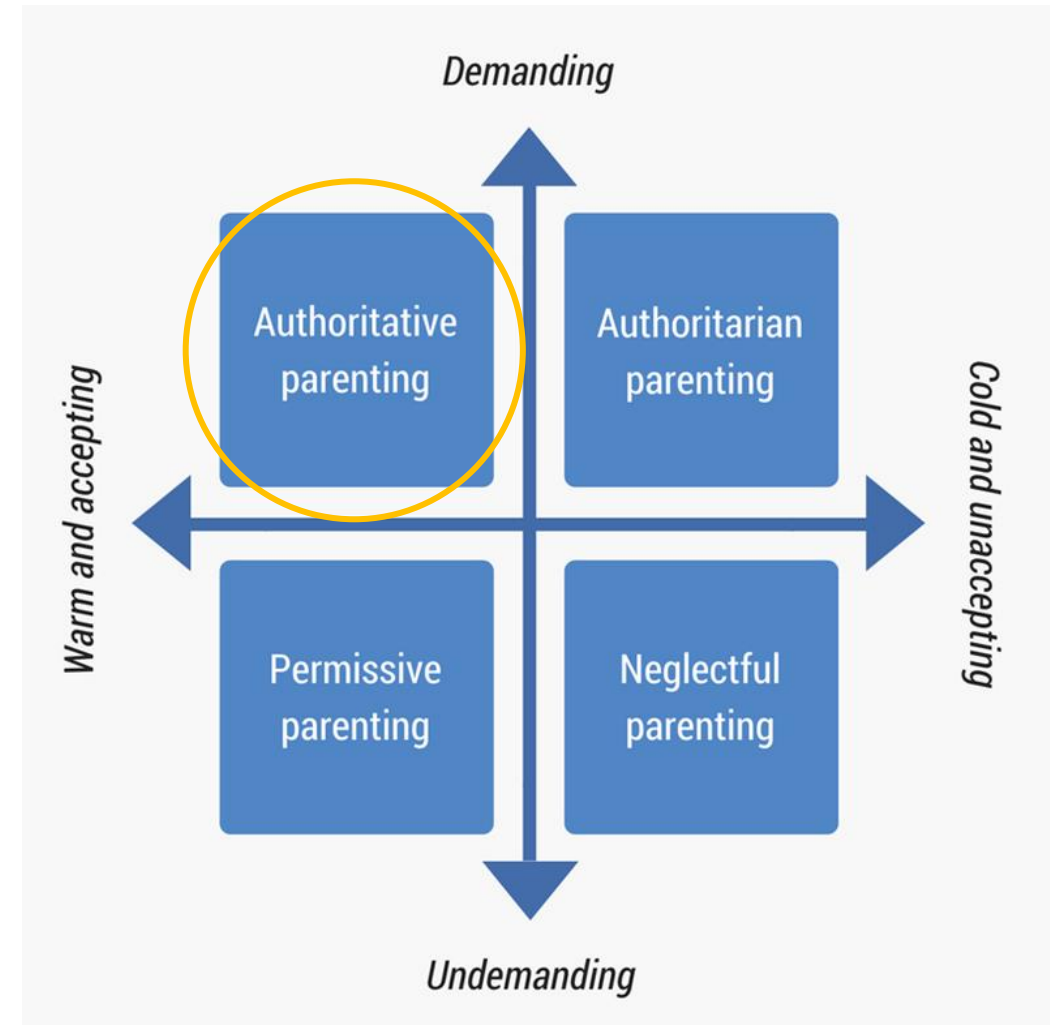 Demanding
Authoritative
parenting
Authoritarian
parenting
Warm and accepting
Cold and unaccepting
Permissive
parenting
Neglectful
parenting
Undemanding